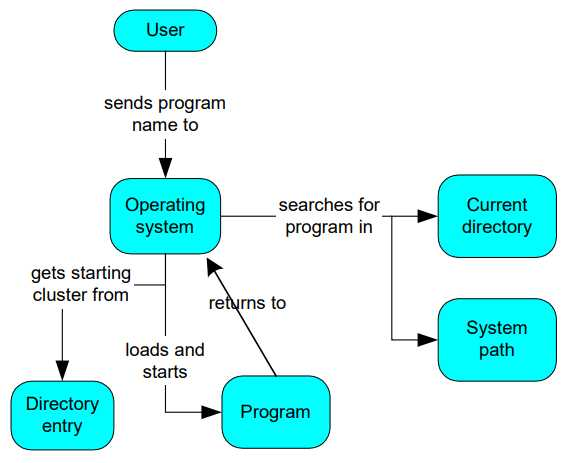 User
sends program
name to
Operating
system
searches for
program in
Current
directory
gets starting
cluster from
returns to
System
path
loads and
starts
Directory
entry
Program